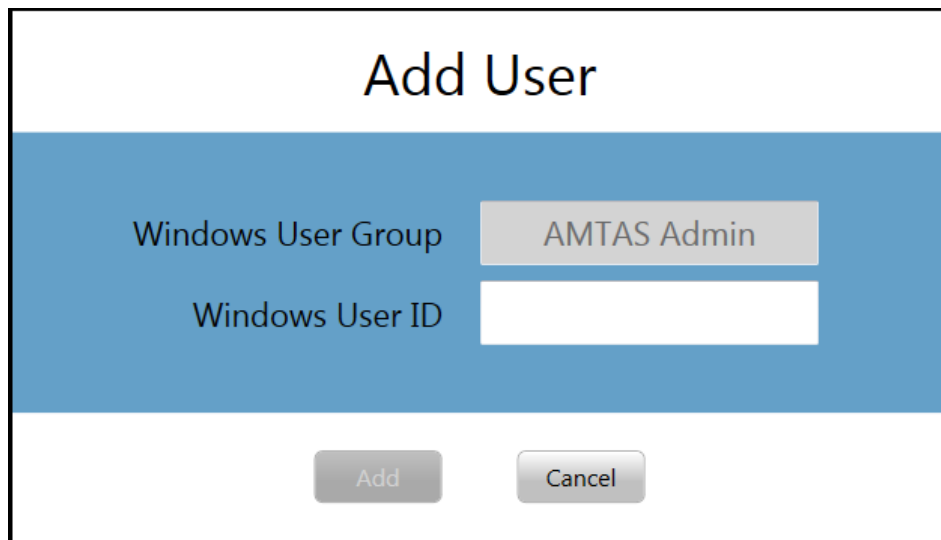 Add User
Windows User Group AMTAS Admin
Windows User ID
Add Cancel